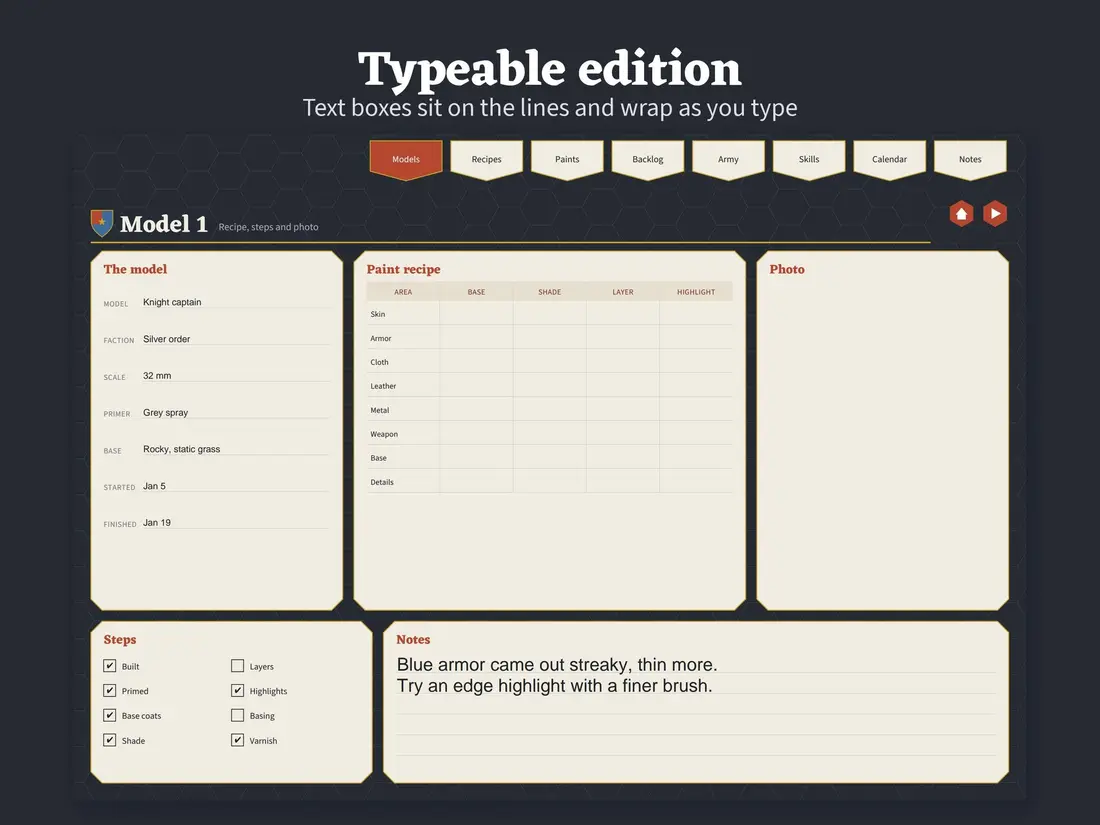 Typeable edition
Text boxes sit on the lines and wrap as you type
Models Recipes Paints Backlog Army Skills Calendar Notes
Model 1 Recipe, steps and photo
The model
MODEL Knight captain
FACTION Silver order
SCALE 32 mm
PRIMER Grey spray
BASE Rocky, static grass
STARTED Jan 5
FINISHED Jan 19
Paint recipe
AREA BASE SHADE LAYER HIGHLIGHT
Skin
Armor
Cloth
Leather
Metal
Weapon
Base
Details
Photo
Steps
Built Layers
Primed Highlights
Base coats Basing
Shade Varnish
Notes
Blue armor came out streaky, thin more.
Try an edge highlight with a finer brush.